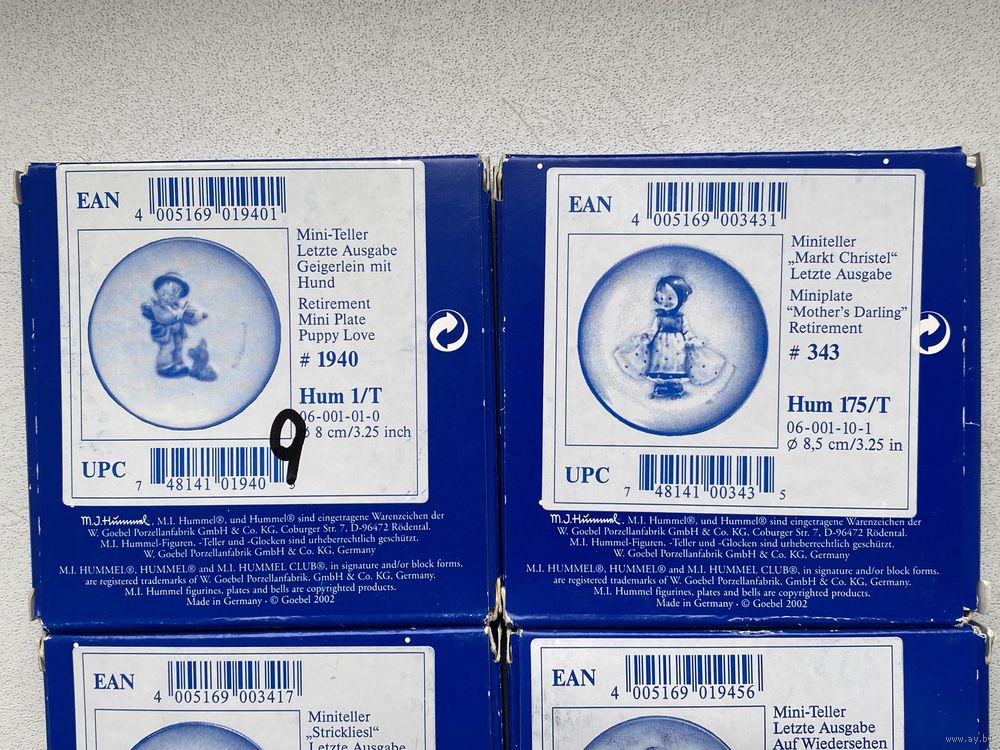 EAN
4 005169 019401
Mini-Teller
Letzte Ausgabe
Geigerlein mit
Hund
Retirement
Mini Plate
Puppy Love
# 1940
Hum 1/T
06-001-01-0
8 cm/3.25 inch
9
UPC
7 48141 01940
M.J.Hummel, M.I. Hummel®, und Hummel® sind eingetragene Warenzeichen der
W. Goebel Porzellanfabrik GmbH & Co. KG, Coburger Str. 7, D-96472 Rödental.
M.I. Hummel-Figuren, -Teller und -Glocken sind urheberrechtlich geschützt.
W. Goebel Porzellanfabrik GmbH & Co. KG, Germany
M.I. HUMMEL®, HUMMEL® and M.I. HUMMEL CLUB®, in signature and/or block forms,
are registered trademarks of W. Goebel Porzellanfabrik, GmbH & Co. KG, Germany.
M.I. Hummel figurines, plates and bells are copyrighted products.
Made in Germany · © Goebel 2002
EAN
4 005169 003431
Miniteller
„Markt Christel“
Letzte Ausgabe
Miniplate
“Mother's Darling”
Retirement
# 343
Hum 175/T
06-001-10-1
Ø 8,5 cm/3.25 in
UPC
7 48141 00343 5
M.J.Hummel, M.I. Hummel®, und Hummel® sind eingetragene Warenzeichen der
W. Goebel Porzellanfabrik GmbH & Co. KG, Coburger Str. 7, D-96472 Rödental.
M.I. Hummel-Figuren, -Teller und -Glocken sind urheberrechtlich geschützt.
W. Goebel Porzellanfabrik GmbH & Co. KG, Germany
M.I. HUMMEL®, HUMMEL® and M.I. HUMMEL CLUB®, in signature and/or block forms,
are registered trademarks of W. Goebel Porzellanfabrik, GmbH & Co. KG, Germany.
M.I. Hummel figurines, plates and bells are copyrighted products.
Made in Germany · © Goebel 2002
EAN
4 005169 003417
Miniteller
„Strickliesl“
Letzte Ausgabe
EAN
4 005169 019456
Mini-Teller
Letzte Ausgabe
Auf Wiedersehen